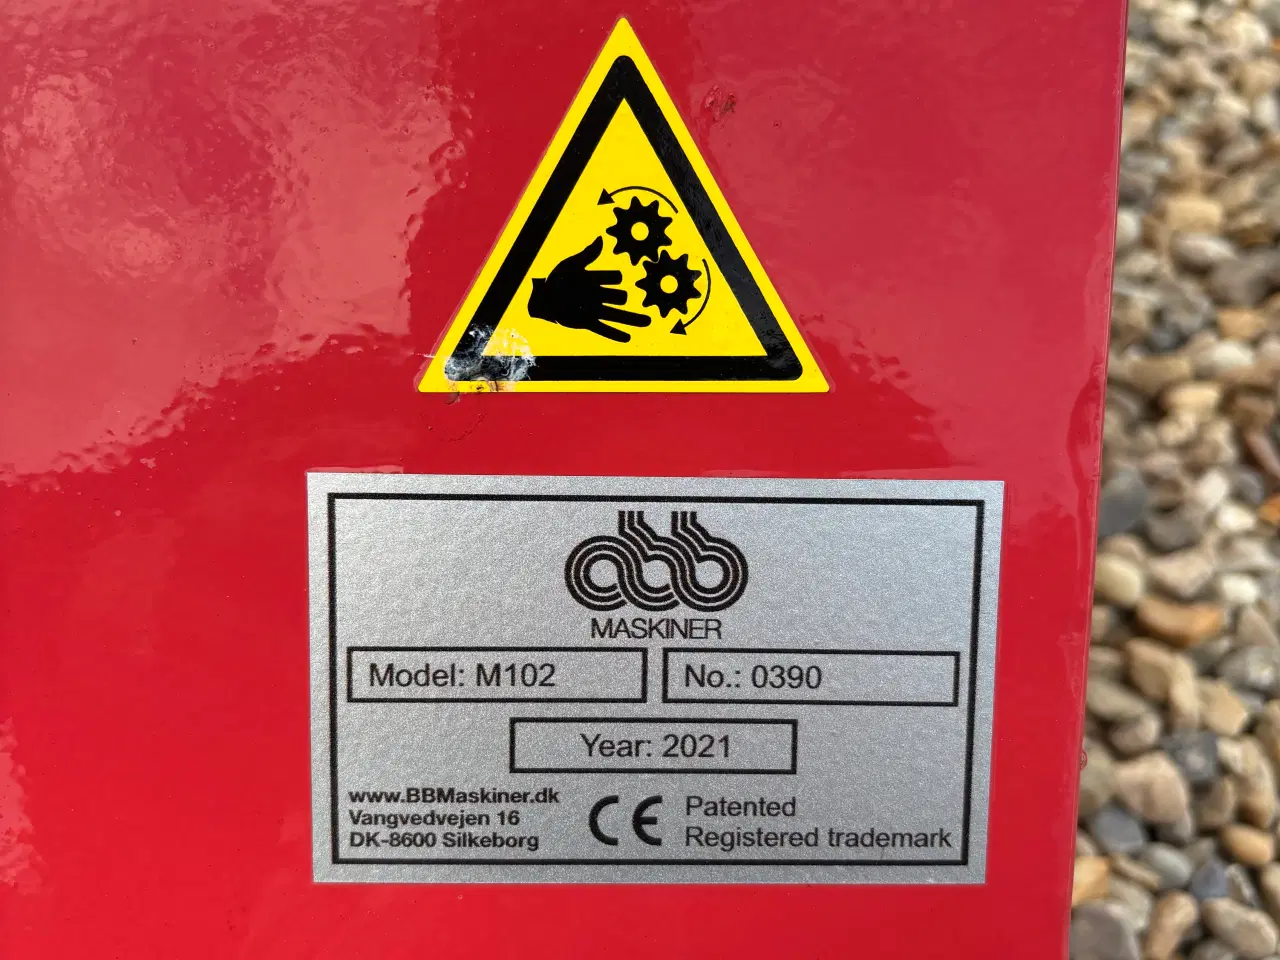 abb
MASKINER
Model: M102
No.: 0390
Year: 2021
www.BBMaskiner.dk
Vangvedvejen 16
DK-8600 Silkeborg
CE
Patented
Registered trademark